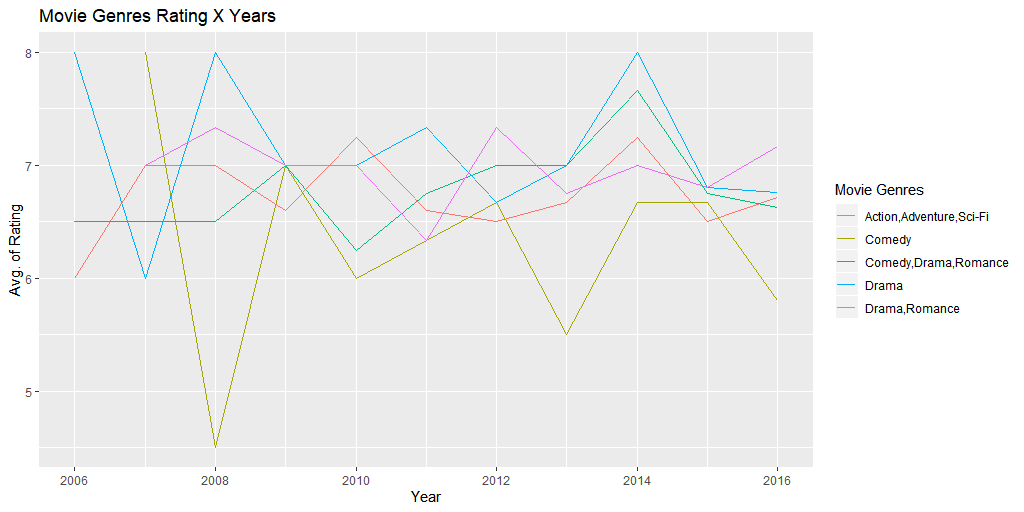 Movie Genres Rating X Years
8
7
6
5
Avg. of Rating
2006 2008 2010 2012 2014 2016
Year
Movie Genres
Action,Adventure,Sci-Fi
Comedy
Comedy,Drama,Romance
Drama
Drama,Romance